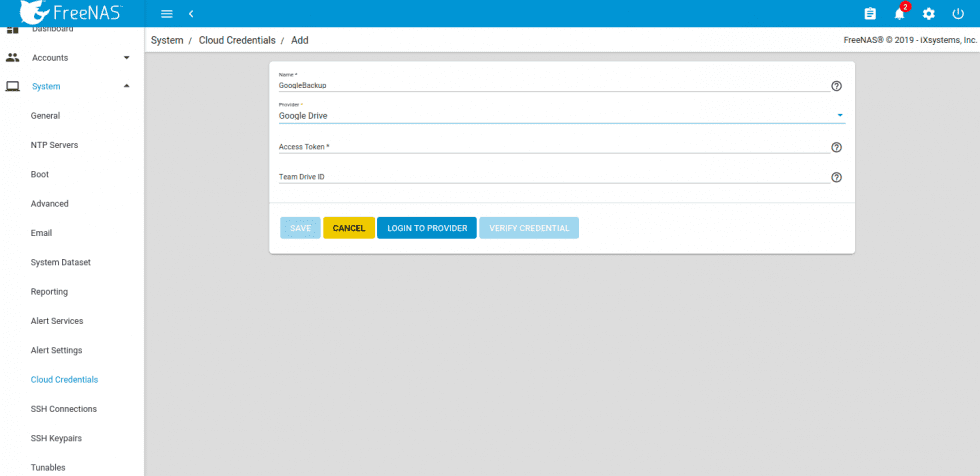 FreeNAS
2
System / Cloud Credentials / Add
FreeNAS® © 2019 - iXsystems, Inc.
Dashboard
Accounts
System
General
NTP Servers
Boot
Advanced
Email
System Dataset
Reporting
Alert Services
Alert Settings
Cloud Credentials
SSH Connections
SSH Keypairs
Tunables
Name *
GoogleBackup
Provider *
Google Drive
Access Token *
Team Drive ID
SAVE CANCEL LOGIN TO PROVIDER VERIFY CREDENTIAL